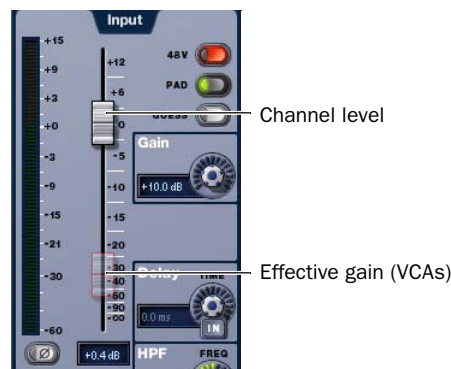 Input
+15
+9
+3
+0
-3
-9
-15
-21
-30
-60
+12
+6
0
-5
-10
-15
-20
-30
-40
-60
-90
-oo
48V
PAD
GUESS
Gain
+10.0 dB
Delay TIME
0.0 ms
IN
Ø
+0.4 dB
HPF FREQ
Channel level
Effective gain (VCAs)